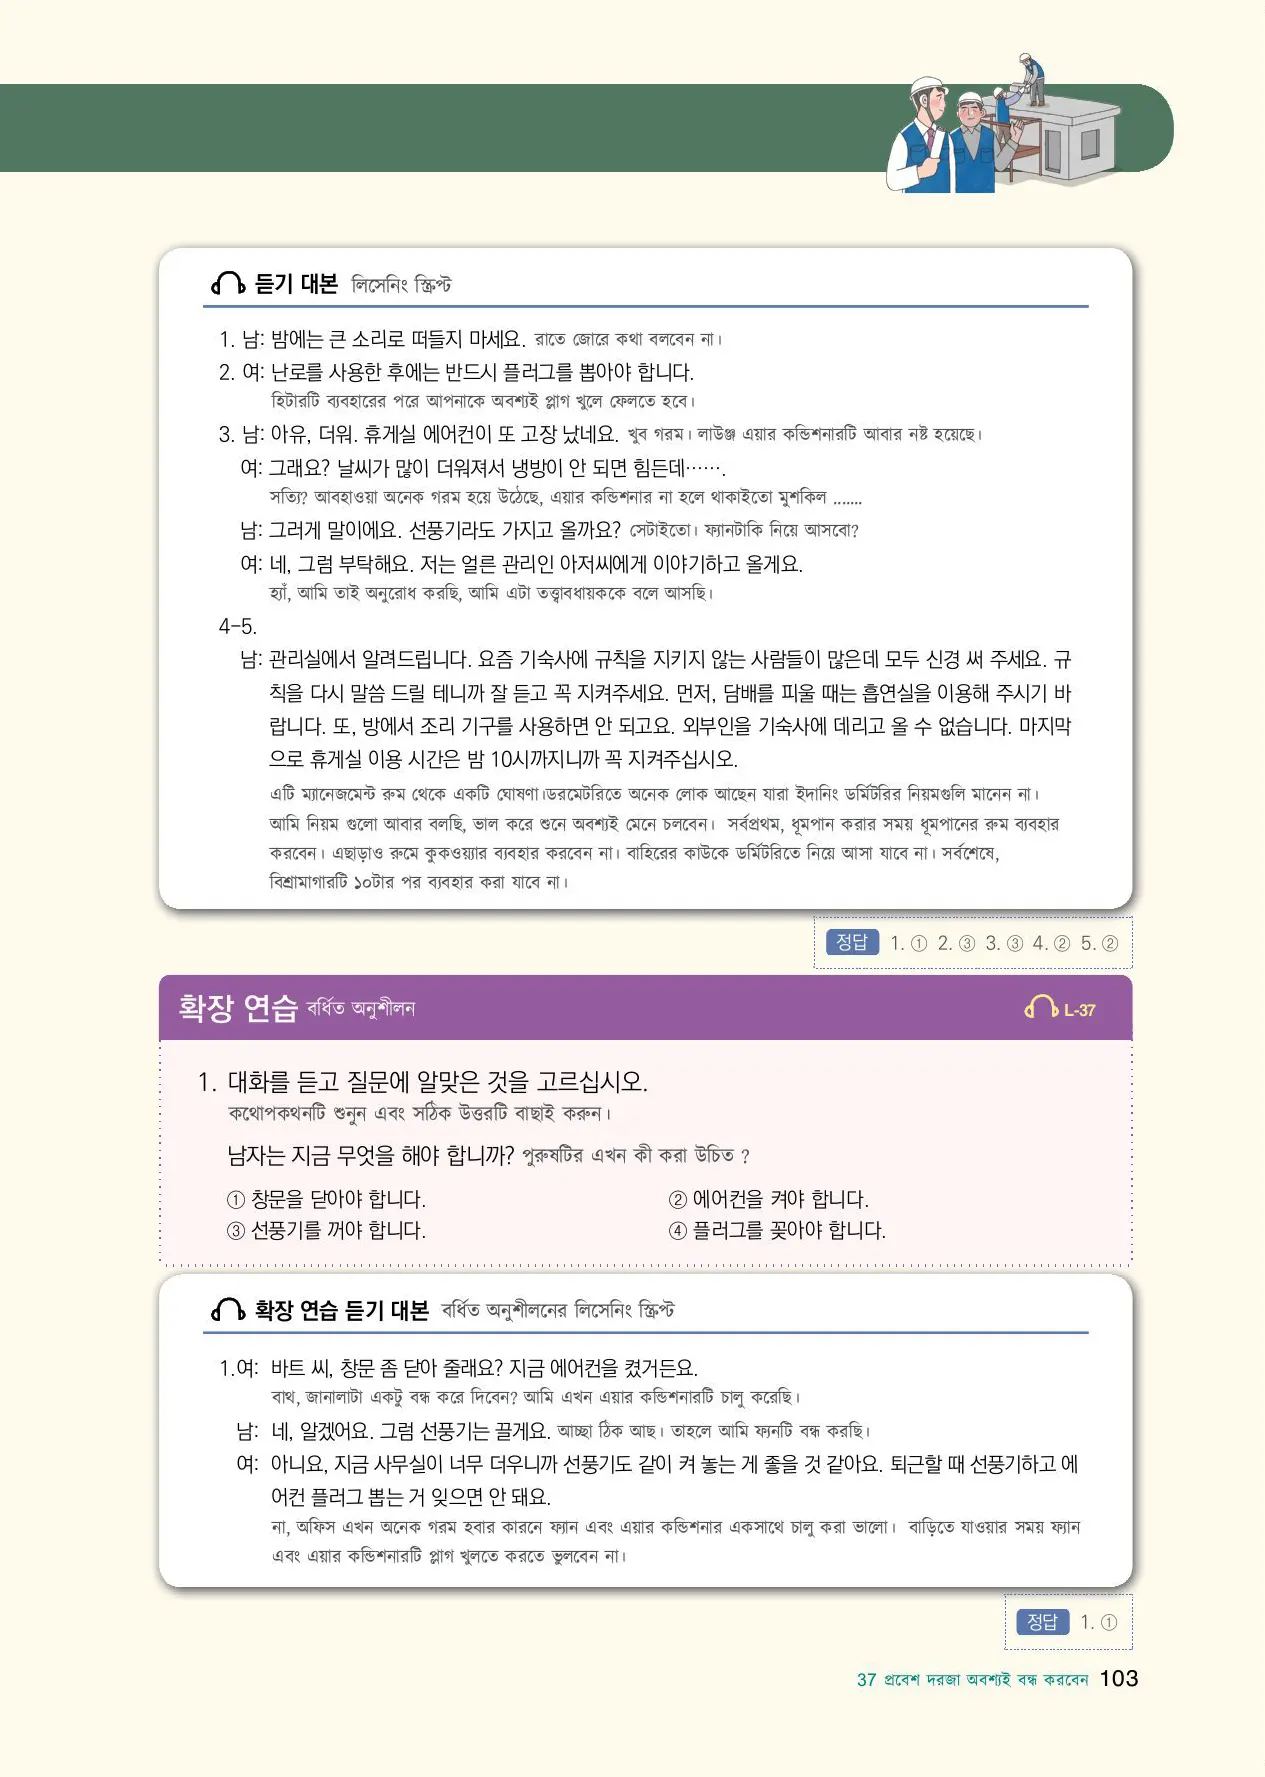 듣기 대본 লিসেনিং স্ক্রিপ্ট
1. 남: 밤에는 큰 소리로 떠들지 마세요. রাতে জোরে কথা বলবেন না।
2. 여: 난로를 사용한 후에는 반드시 플러그를 뽑아야 합니다.
হিটারটি ব্যবহারের পরে আপনাকে অবশ্যই প্লাগ খুলে ফেলতে হবে।
3. 남: 아유, 더워. 휴게실 에어컨이 또 고장 났네요. খুব গরম। লাউঞ্জ এয়ার কন্ডিশনারটি আবার নষ্ট হয়েছে।
여: 그래요? 날씨가 많이 더워져서 냉방이 안 되면 힘든데…….
সত্যি? আবহাওয়া অনেক গরম হয়ে উঠেছে, এয়ার কন্ডিশনার না হলে থাকাইতো মুশকিল .......
남: 그러게 말이에요. 선풍기라도 가지고 올까요? সেটাইতো। ফ্যানটাকি নিয়ে আসবো?
여: 네, 그럼 부탁해요. 저는 얼른 관리인 아저씨에게 이야기하고 올게요.
হ্যাঁ, আমি তাই অনুরোধ করছি, আমি এটা তত্ত্বাবধায়ককে বলে আসছি।
4-5.
남: 관리실에서 알려드립니다. 요즘 기숙사에 규칙을 지키지 않는 사람들이 많은데 모두 신경 써 주세요. 규
칙을 다시 말씀 드릴 테니까 잘 듣고 꼭 지켜주세요. 먼저, 담배를 피울 때는 흡연실을 이용해 주시기 바
랍니다. 또, 방에서 조리 기구를 사용하면 안 되고요. 외부인을 기숙사에 데리고 올 수 없습니다. 마지막
으로 휴게실 이용 시간은 밤 10시까지니까 꼭 지켜주십시오.
এটি ম্যানেজমেন্ট রুম থেকে একটি ঘোষণা।ডরমেটরিতে অনেক লোক আছেন যারা ইদানিং ডর্মিটরির নিয়মগুলি মানেন না।
আমি নিয়ম গুলো আবার বলছি, ভাল করে শুনে অবশ্যই মেনে চলবেন। সর্বপ্রথম, ধূমপান করার সময় ধূমপানের রুম ব্যবহার
করবেন। এছাড়াও রুমে কুকওয়্যার ব্যবহার করবেন না। বাহিরের কাউকে ডর্মিটরিতে নিয়ে আসা যাবে না। সর্বশেষে,
বিশ্রামাগারটি ১০টার পর ব্যবহার করা যাবে না।
정답 1. ① 2. ③ 3. ③ 4. ② 5. ②
확장 연습 বর্ধিত অনুশীলন L-37
1. 대화를 듣고 질문에 알맞은 것을 고르십시오.
কথোপকথনটি শুনুন এবং সঠিক উত্তরটি বাছাই করুন।
남자는 지금 무엇을 해야 합니까? পুরুষটির এখন কী করা উচিত ?
① 창문을 닫아야 합니다. ② 에어컨을 켜야 합니다.
③ 선풍기를 꺼야 합니다. ④ 플러그를 꽂아야 합니다.
확장 연습 듣기 대본 বর্ধিত অনুশীলনের লিসেনিং স্ক্রিপ্ট
1.여: 바트 씨, 창문 좀 닫아 줄래요? 지금 에어컨을 켰거든요.
বাথ, জানালাটা একটু বন্ধ করে দিবেন? আমি এখন এয়ার কন্ডিশনারটি চালু করেছি।
남: 네, 알겠어요. 그럼 선풍기는 끌게요. আচ্ছা ঠিক আছ। তাহলে আমি ফ্যনটি বন্ধ করছি।
여: 아니요, 지금 사무실이 너무 더우니까 선풍기도 같이 켜 놓는 게 좋을 것 같아요. 퇴근할 때 선풍기하고 에
어컨 플러그 뽑는 거 잊으면 안 돼요.
না, অফিস এখন অনেক গরম হবার কারনে ফ্যান এবং এয়ার কন্ডিশনার একসাথে চালু করা ভালো। বাড়িতে যাওয়ার সময় ফ্যান
এবং এয়ার কন্ডিশনারটি প্লাগ খুলতে করতে ভুলবেন না।
정답 1. ①
37 প্রবেশ দরজা অবশ্যই বন্ধ করবেন 103